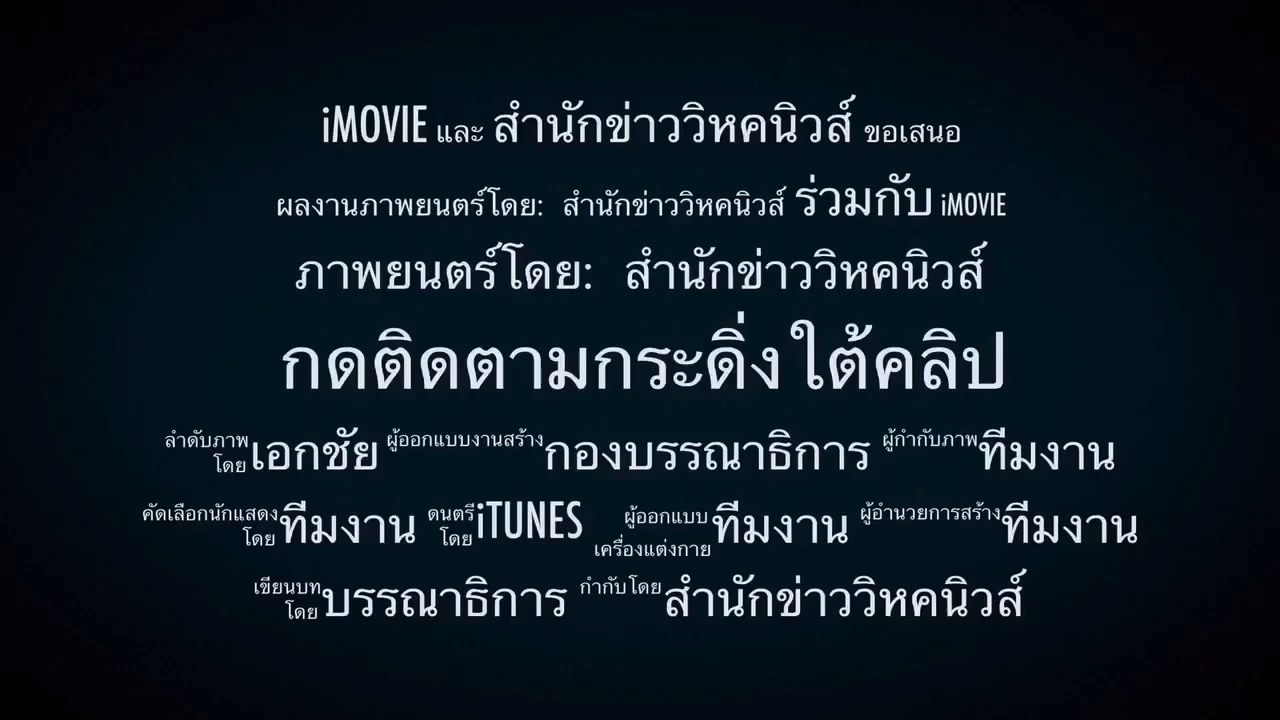 iMOVIE และ สำนักข่าววิหคนิวส์ ขอเสนอ
ผลงานภาพยนตร์โดย: สำนักข่าววิหคนิวส์ ร่วมกับ iMOVIE
ภาพยนตร์โดย: สำนักข่าววิหคนิวส์
กดติดตามกระดิ่ง ใต้คลิป
ลำดับภาพโดย เอกชัย ผู้ออกแบบงานสร้าง กองบรรณาธิการ ผู้กำกับภาพ ทีมงาน
คัดเลือกนักแสดงโดย ทีมงาน ดนตรีโดย iTUNES ผู้ออกแบบเครื่องแต่งกาย ทีมงาน ผู้อำนวยการสร้าง ทีมงาน
เขียนบทโดย บรรณาธิการ กำกับโดย สำนักข่าววิหคนิวส์